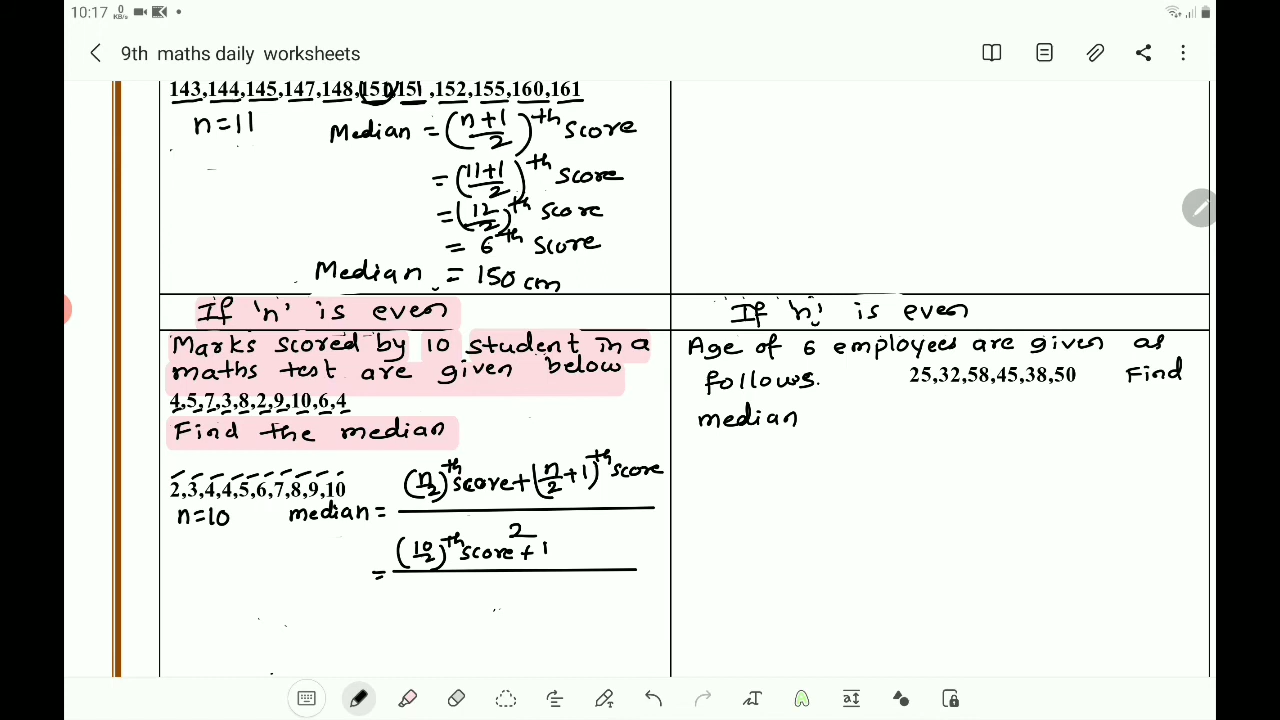 10:17 0 KB/s
9th maths daily worksheets
143,144,145,147,148,151,151,152,155,160,161
n=11 Median = (n+1/2)th score
= (11+1/2)th score
= (12/2)th score
= 6th score
Median = 150 cm
If 'n' is even
Marks scored by 10 student in a
maths test are given below
4,5,7,3,8,2,9,10,6,4
Find the median
2,3,4,4,5,6,7,8,9,10
n=10 median = (n/2)th score + (n/2+1)th score
2
= (10/2)th score + 1
If 'n' is even
Age of 6 employees are given as
follows. 25,32,58,45,38,50 Find
median